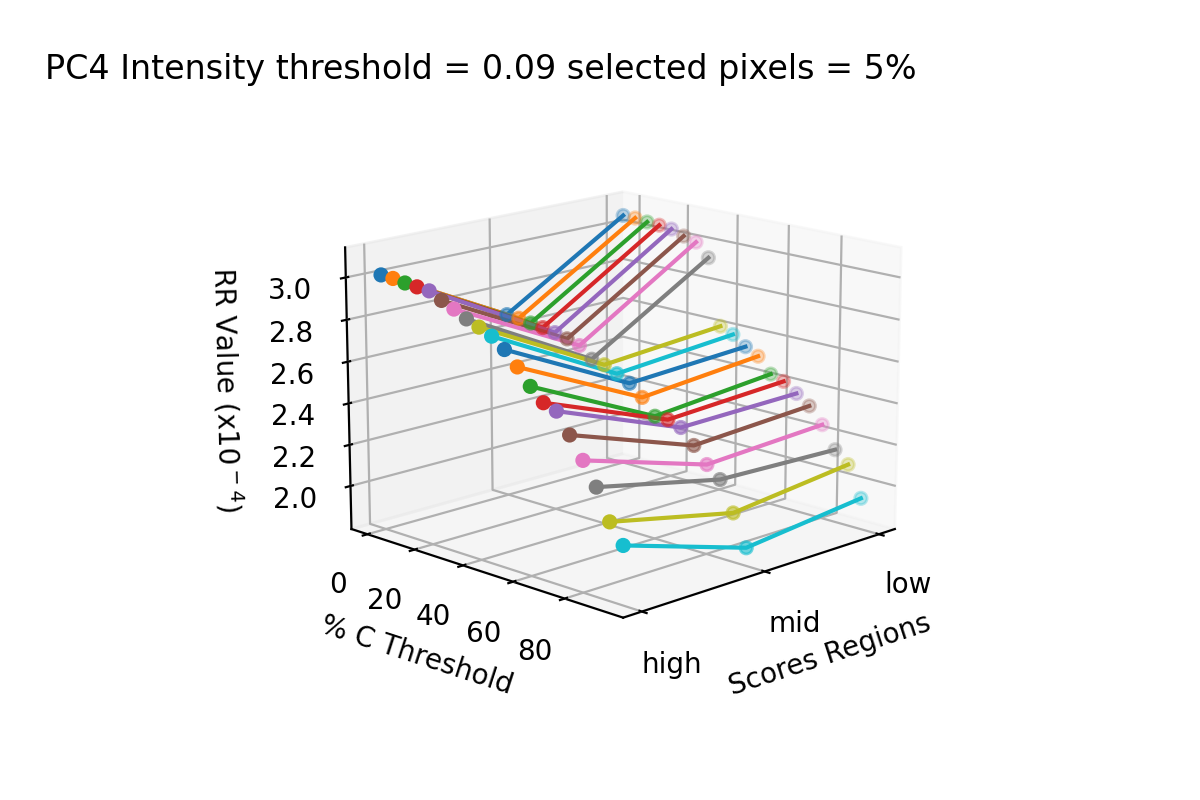 PC4 Intensity threshold = 0.09 selected pixels = 5%
RR Value (x10⁻⁴)
3.0
2.8
2.6
2.4
2.2
2.0
0
20
40
60
80
% C Threshold
high
mid
low
Scores Regions